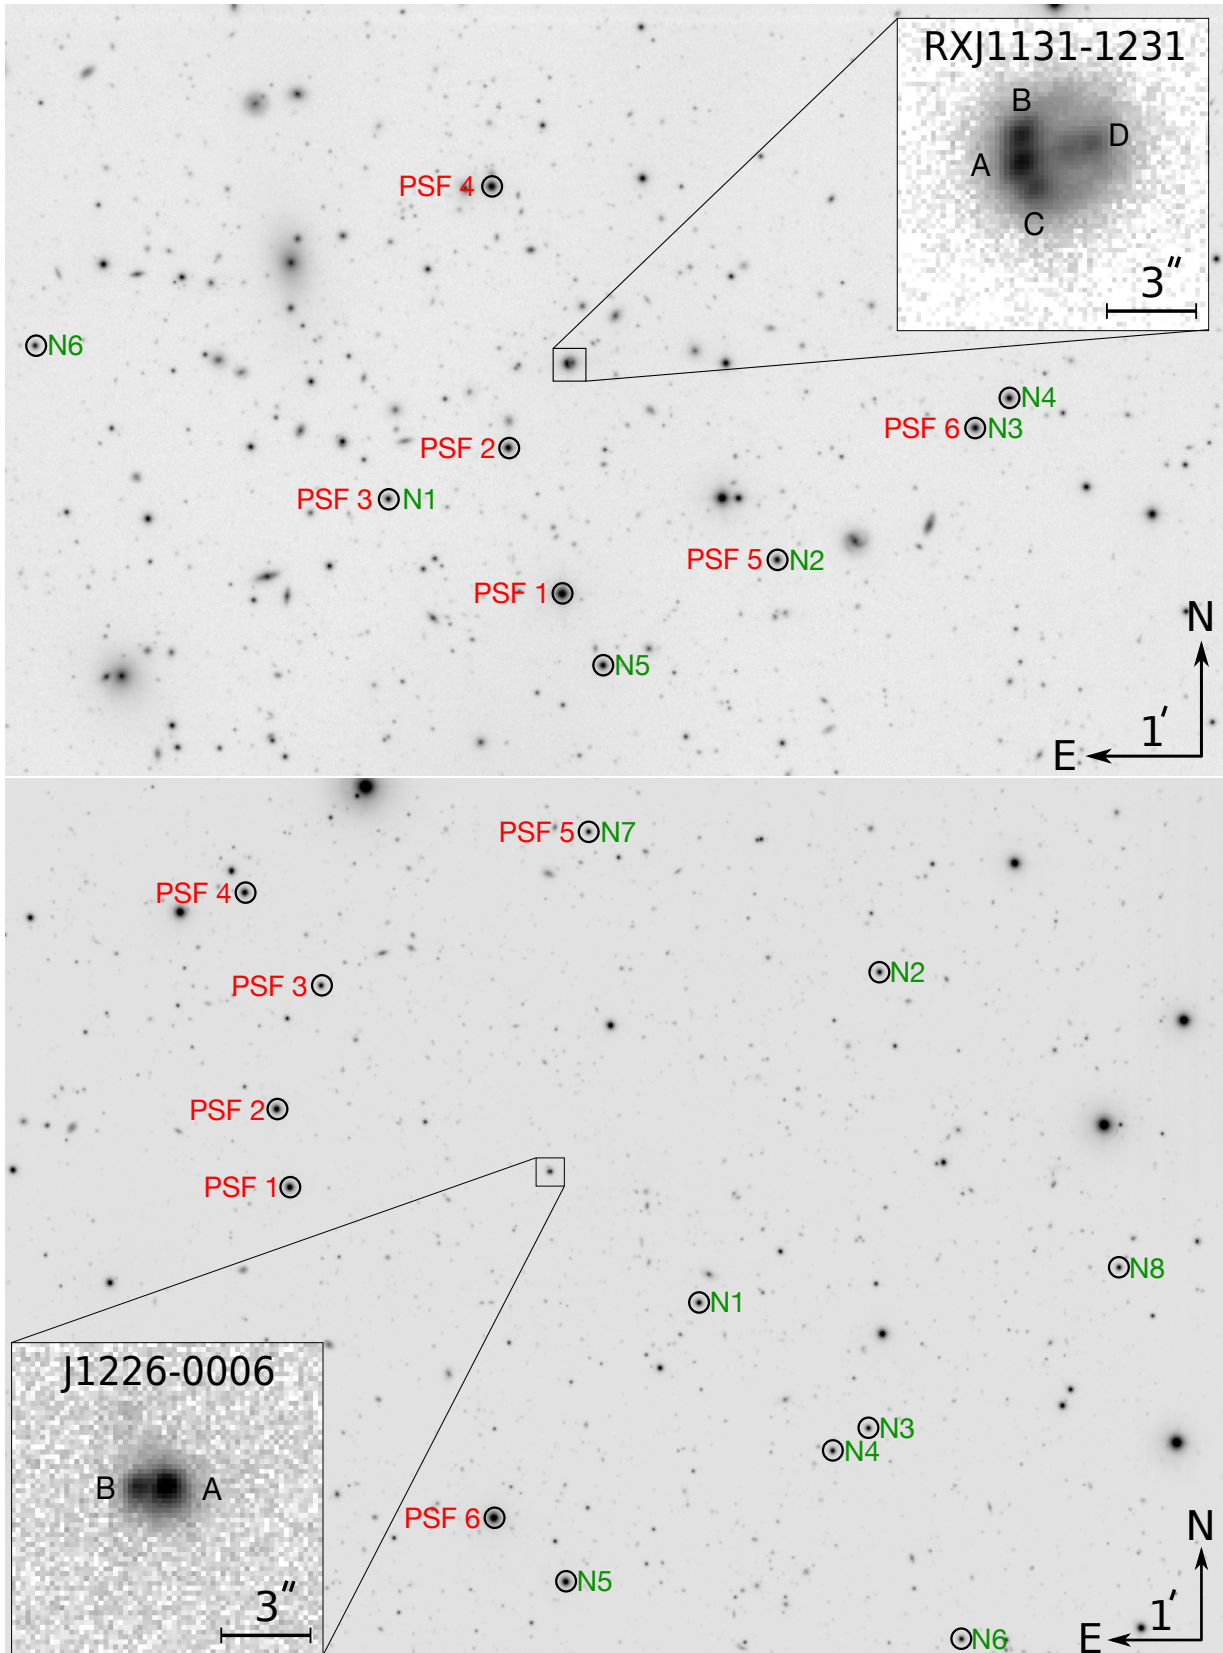 RXJ1131-1231
B
D
A
C
3"
PSF 4
N6
N4
PSF 6 N3
PSF 2
PSF 3 N1
PSF 5 N2
PSF 1
N5
N
1'
E
PSF 5 N7
PSF 4
N2
PSF 3
PSF 2
PSF 1
N8
N1
J1226-0006
N3
N4
B A
PSF 6
N5
N
3"
1'
E
N6